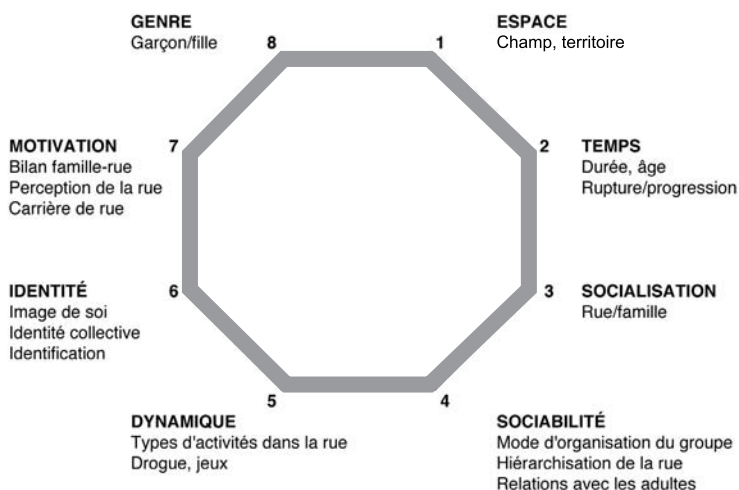 GENRE
Garçon/fille
8
1
ESPACE
Champ, territoire
MOTIVATION
Bilan famille-rue
Perception de la rue
Carrière de rue
7
2
TEMPS
Durée, âge
Rupture/progression
IDENTITÉ
Image de soi
Identité collective
Identification
6
3
SOCIALISATION
Rue/famille
5
DYNAMIQUE
Types d'activités dans la rue
Drogue, jeux
4
SOCIABILITÉ
Mode d'organisation du groupe
Hiérarchisation de la rue
Relations avec les adultes